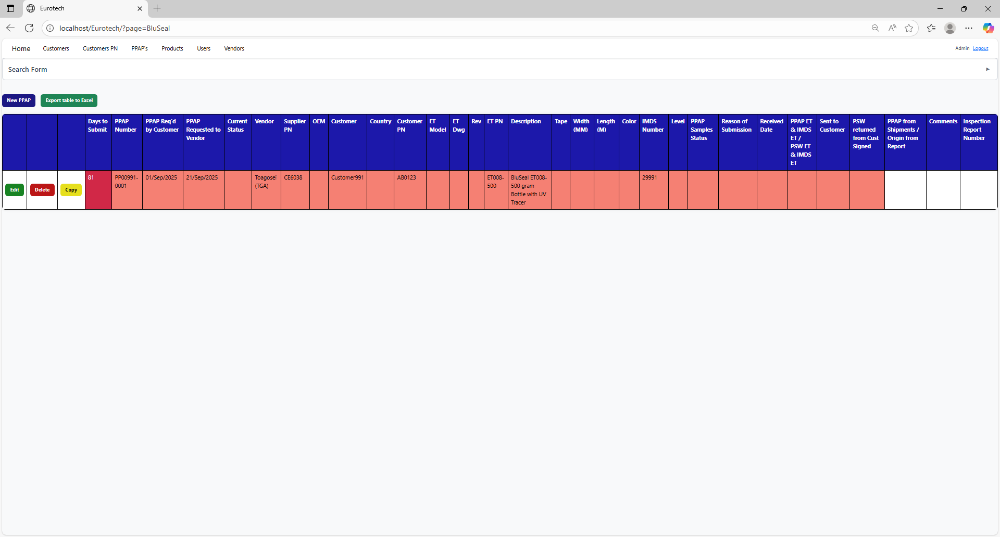 Eurotech
localhost/Eurotech/?page=BluSeal
Home Customers Customers PN PPAP's Products Users Vendors Admin Logout
Search Form
New PPAP Export table to Excel
Days to Submit
PPAP Number
PPAP Req'd by Customer
PPAP Requested to Vendor
Current Status
Vendor
Supplier PN
OEM
Customer
Country
Customer PN
ET Model
ET Dwg
Rev
ET PN
Description
Tape
Width (MM)
Length (M)
Color
IMDS Number
Level
PPAP Samples Status
Reason of Submission
Received Date
PPAP ET & IMDS ET / PSW ET & IMDS ET
Sent to Customer
PSW returned from Cust Signed
PPAP from Shipments / Origin from Report
Comments
Inspection Report Number
Edit
Delete
Copy
81
PP00991-0001
01/Sep/2025
21/Sep/2025
Toagosei (TGA)
CE6038
Customer991
AB0123
ET008-500
BluSeal ET008-500 gram Bottle with UV Tracer
29991